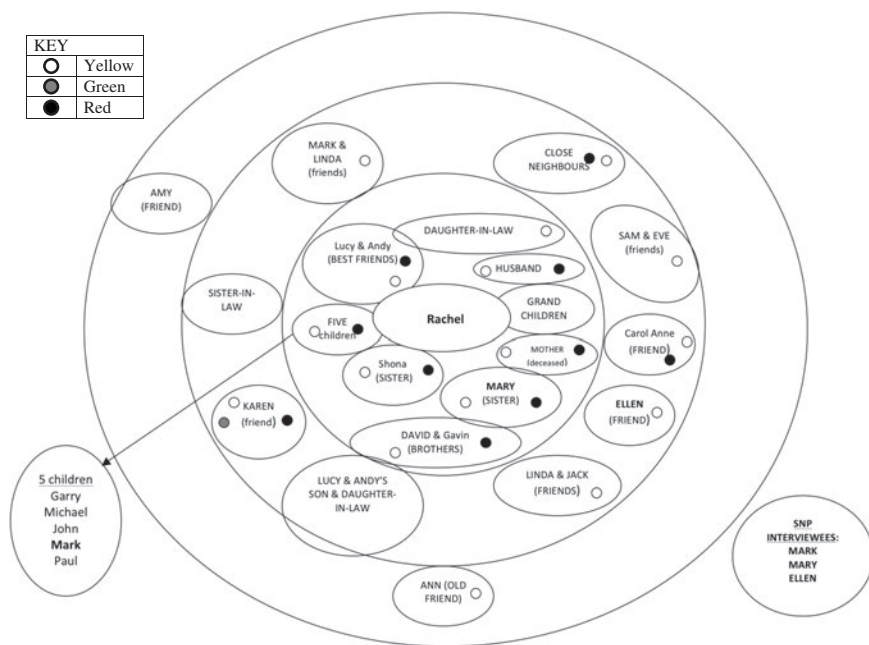 KEY
Yellow
Green
Red
MARK &
LINDA
(friends)
CLOSE
NEIGHBOURS
AMY
(FRIEND)
DAUGHTER-IN-LAW
SAM & EVE
(friends)
Lucy & Andy
(BEST FRIENDS)
HUSBAND
SISTER-IN-
LAW
GRAND
CHILDREN
Rachel
FIVE
children
Carol Anne
(FRIEND)
MOTHER
(deceased)
Shona
(SISTER)
MARY
(SISTER)
KAREN
(friend)
ELLEN
(FRIEND)
DAVID & Gavin
(BROTHERS)
LUCY & ANDY'S
SON & DAUGHTER-
IN-LAW
LINDA & JACK
(FRIENDS)
5 children
Garry
Michael
John
Mark
Paul
SNP
INTERVIEWEES:
MARK
MARY
ELLEN
ANN (OLD
FRIEND)